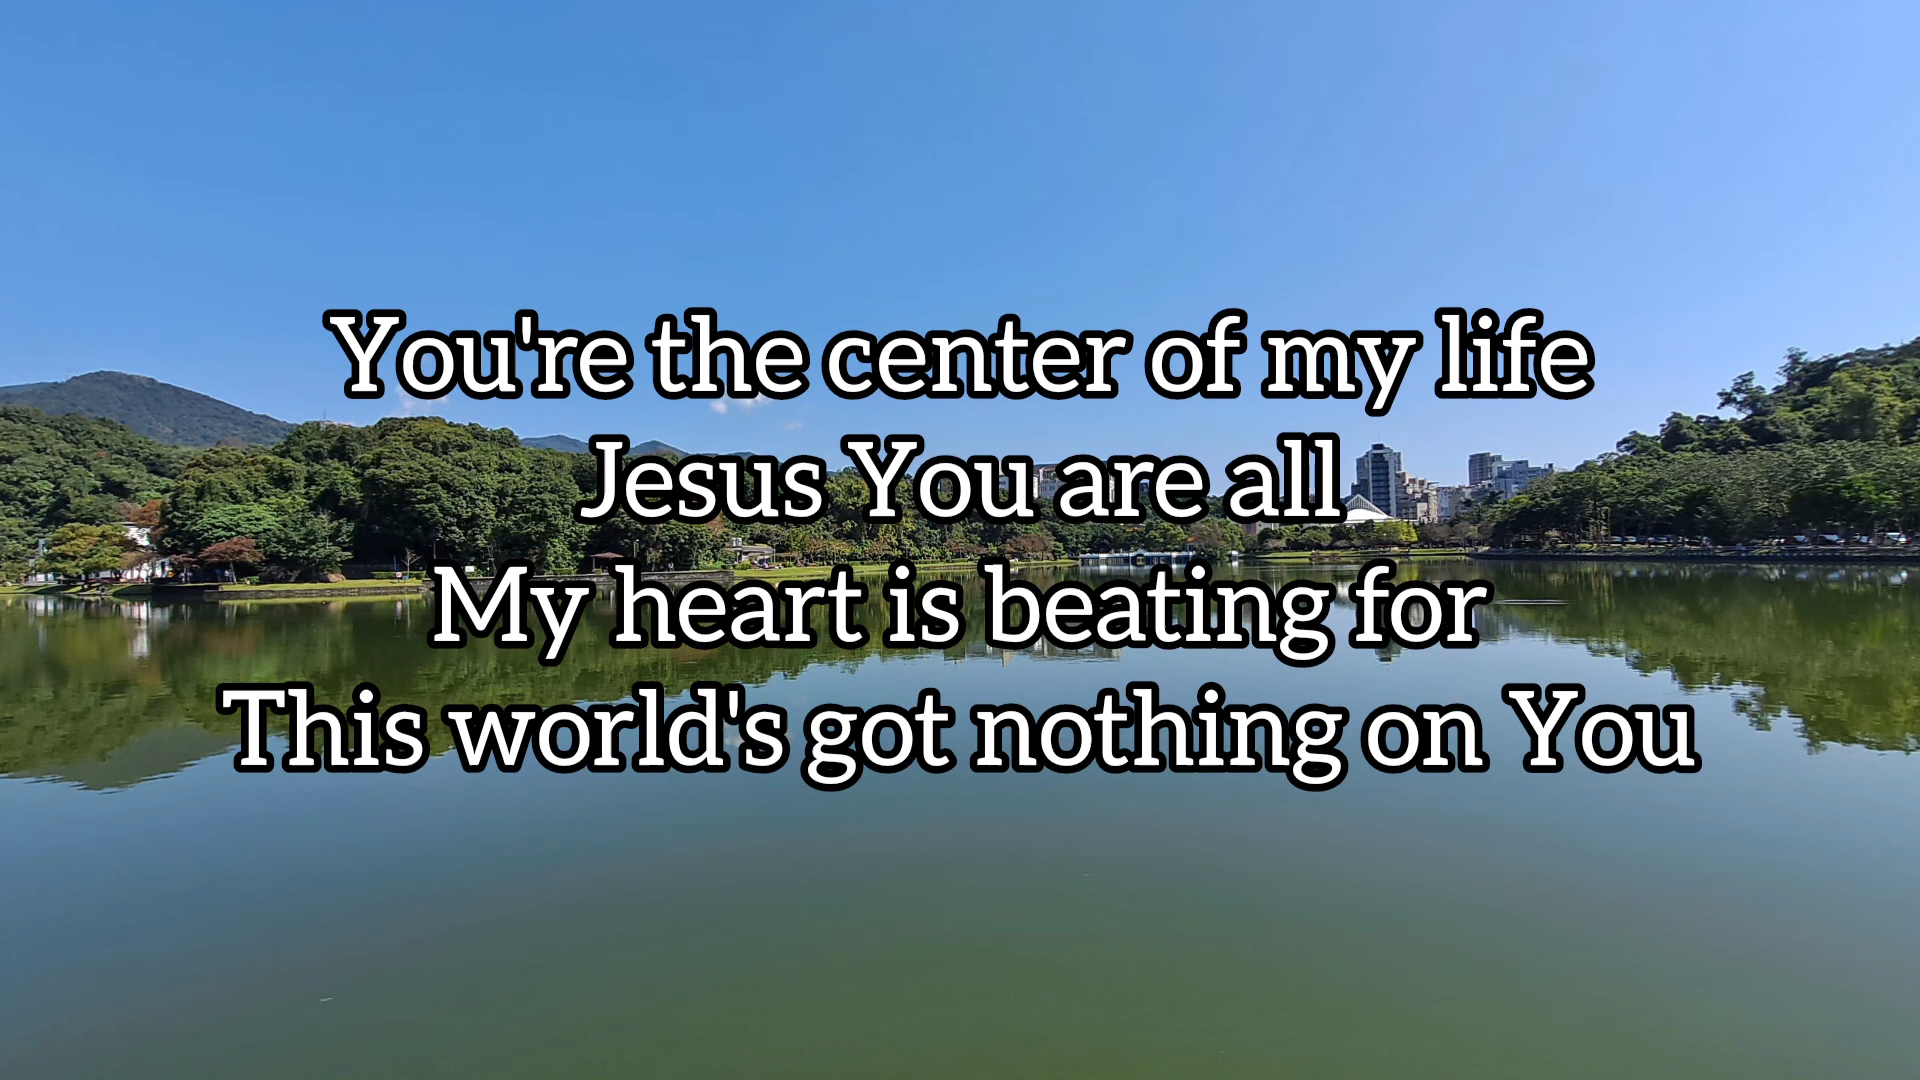 You're the center of my life
Jesus You are all
My heart is beating for
This world's got nothing on You